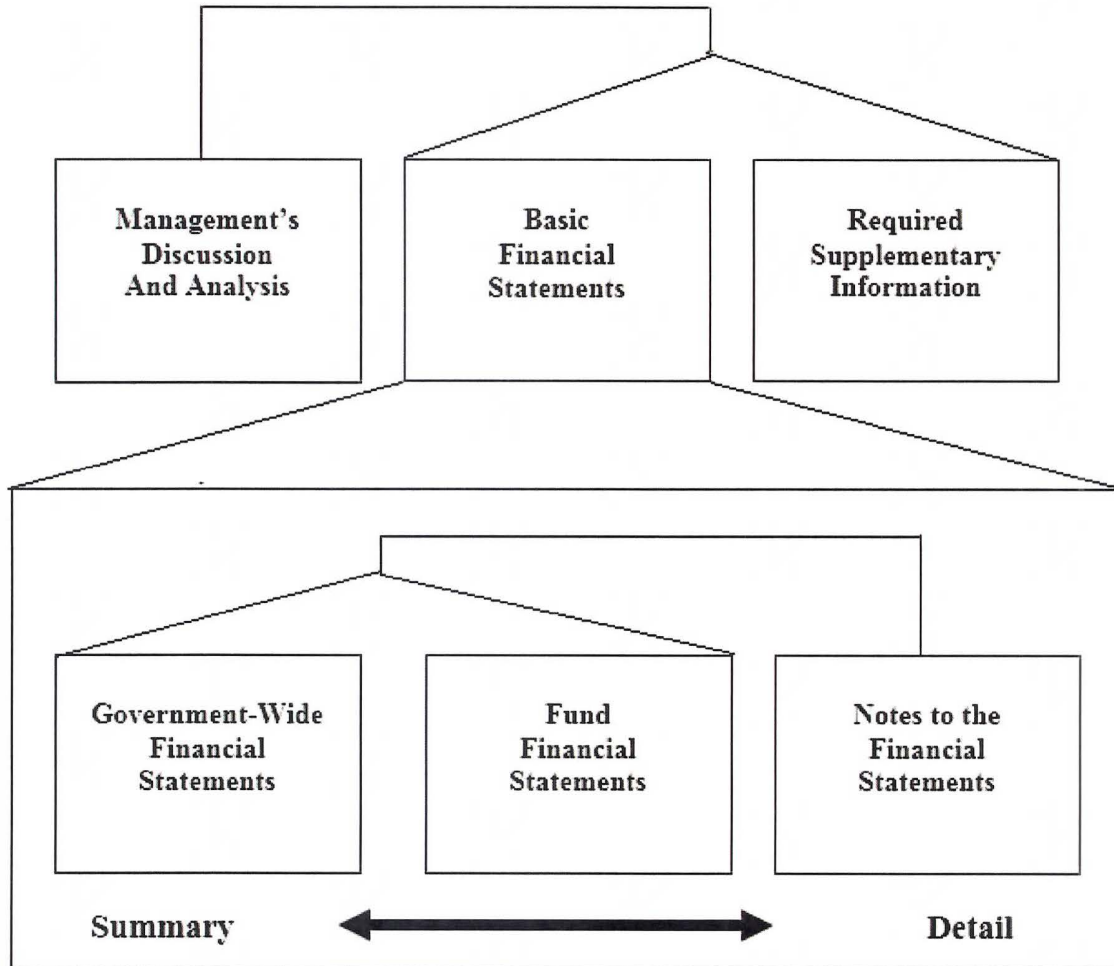 Management's
Discussion
And Analysis
Basic
Financial
Statements
Required
Supplementary
Information
Government-Wide
Financial
Statements
Fund
Financial
Statements
Notes to the
Financial
Statements
Summary
Detail